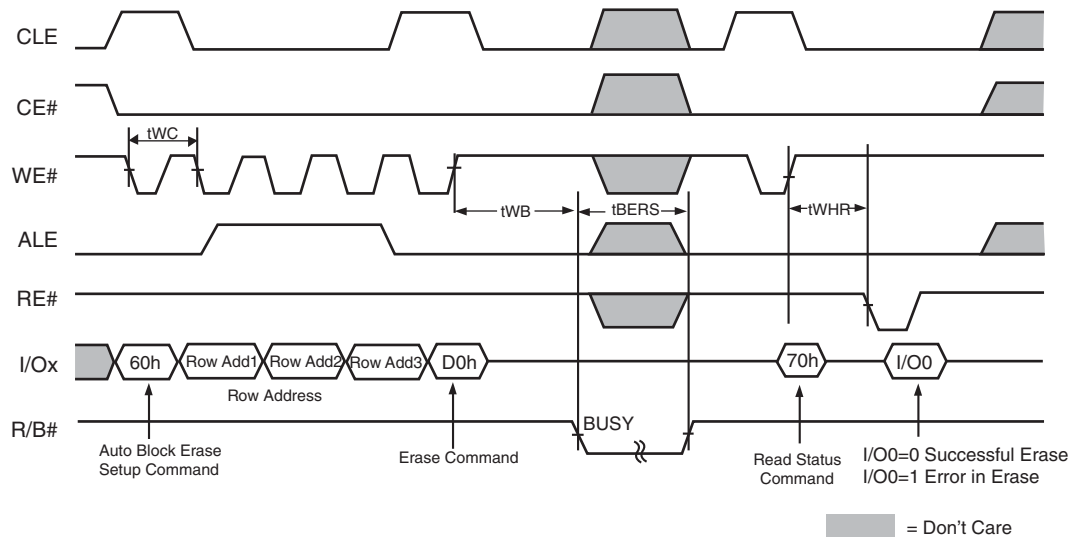 CLE
CE#
tWC
WE#
tWB
tBERS
tWHR
ALE
RE#
I/Ox
60h
Row Add1
Row Add2
Row Add3
D0h
70h
I/O0
Row Address
R/B#
BUSY
Auto Block Erase
Setup Command
Erase Command
Read Status
Command
I/O0=0 Successful Erase
I/O0=1 Error in Erase
= Don't Care